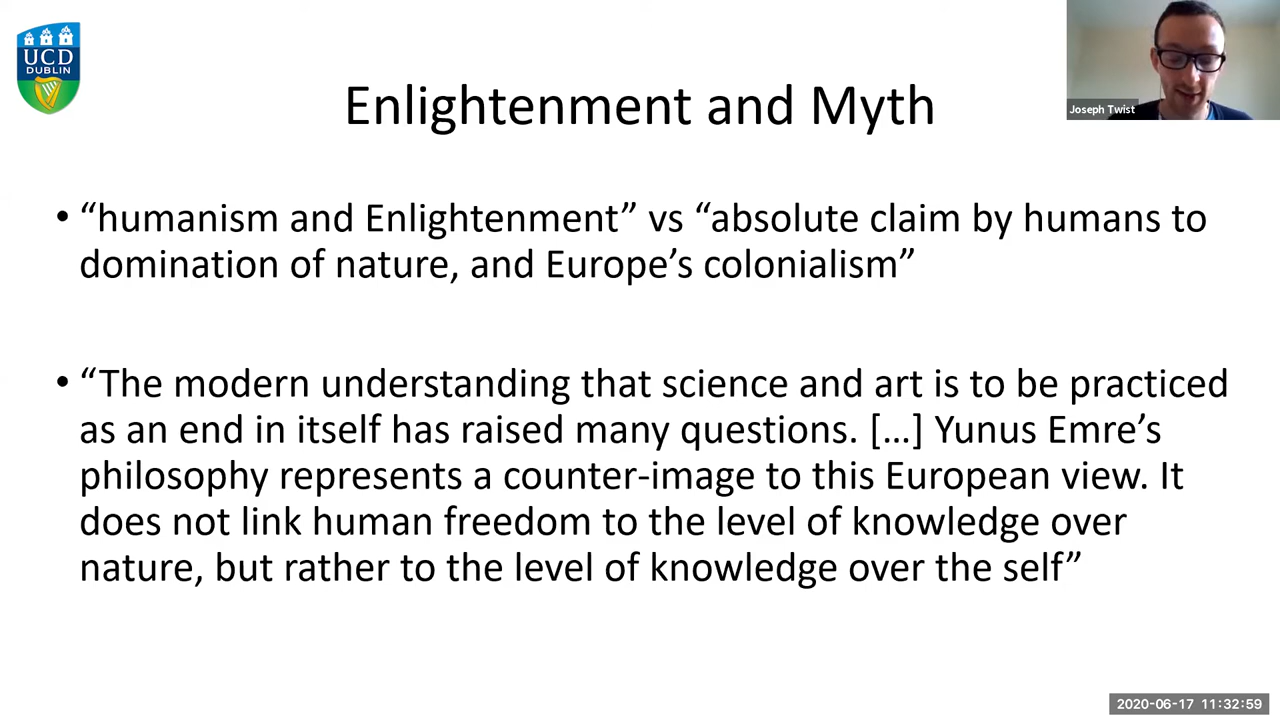 UCD
DUBLIN
Joseph Twist
Enlightenment and Myth
• “humanism and Enlightenment” vs “absolute claim by humans to
domination of nature, and Europe’s colonialism”
• “The modern understanding that science and art is to be practiced
as an end in itself has raised many questions. […] Yunus Emre’s
philosophy represents a counter-image to this European view. It
does not link human freedom to the level of knowledge over
nature, but rather to the level of knowledge over the self”
2020-06-17 11:32:59